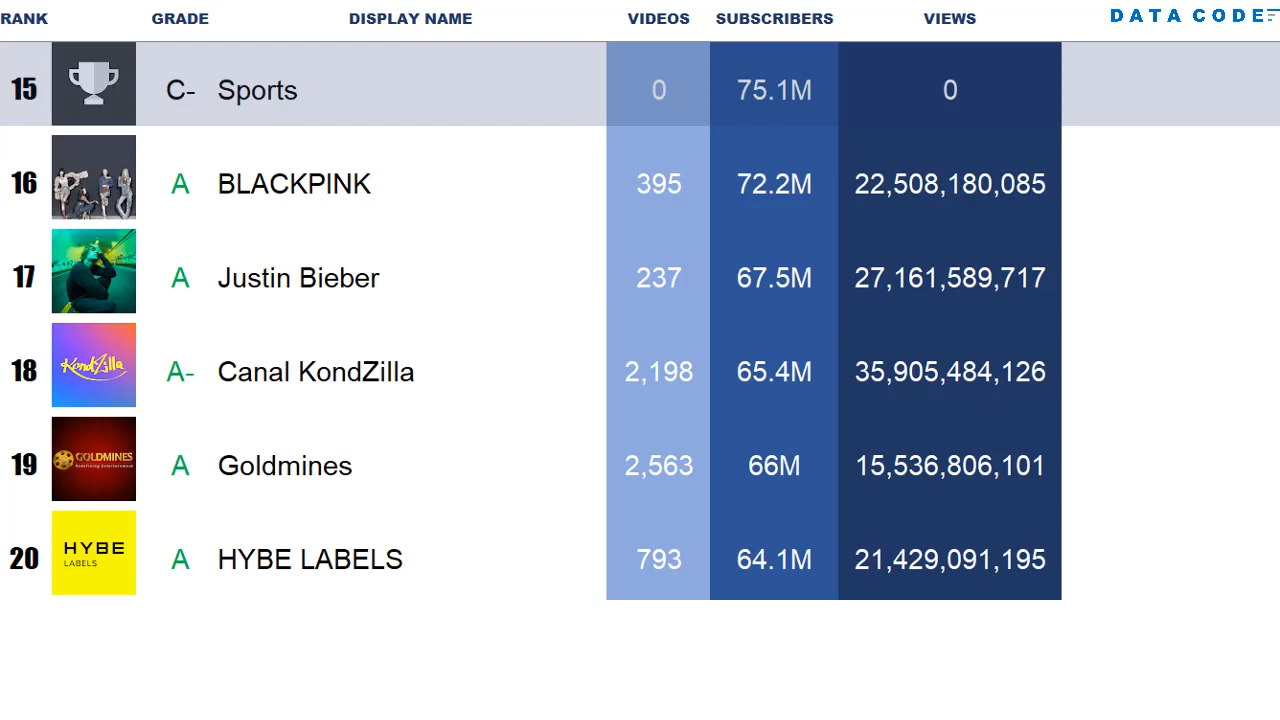 RANK GRADE DISPLAY NAME VIDEOS SUBSCRIBERS VIEWS DATA CODE
15 C- Sports 0 75.1M 0
16 A BLACKPINK 395 72.2M 22,508,180,085
17 A Justin Bieber 237 67.5M 27,161,589,717
18 KondZilla A- Canal KondZilla 2,198 65.4M 35,905,484,126
19 GOLDMINES A Goldmines 2,563 66M 15,536,806,101
Redefining Entertainment
20 HYBE A HYBE LABELS 793 64.1M 21,429,091,195
LABELS